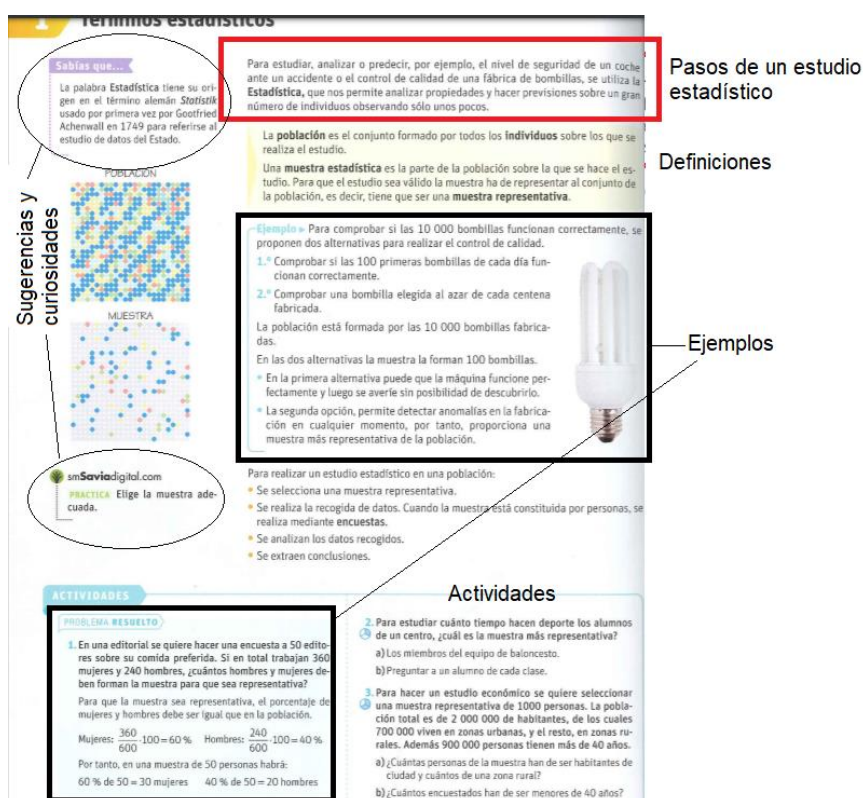 1 Términos estadísticos
Sabías que...
La palabra Estadística tiene su ori-
gen en el término alemán Statistik
usado por primera vez por Gootfried
Achenwall en 1749 para referirse al
estudio de datos del Estado.
POBLACIÓN
MUESTRA
Sugerencias y
curiosidades
smSaviadigital.com
PRACTICA Elige la muestra ade-
cuada.
Para estudiar, analizar o predecir, por ejemplo, el nivel de seguridad de un coche
ante un accidente o el control de calidad de una fábrica de bombillas, se utiliza la
Estadística, que nos permite analizar propiedades y hacer previsiones sobre un gran
número de individuos observando sólo unos pocos.
Pasos de un estudio
estadístico
La población es el conjunto formado por todos los individuos sobre los que se
realiza el estudio.
Una muestra estadística es la parte de la población sobre la que se hace el es-
tudio. Para que el estudio sea válido la muestra ha de representar al conjunto de
la población, es decir, tiene que ser una muestra representativa.
Definiciones
Ejemplo ▸ Para comprobar si las 10 000 bombillas funcionan correctamente, se
proponen dos alternativas para realizar el control de calidad.
1.ª Comprobar si las 100 primeras bombillas de cada día fun-
cionan correctamente.
2.ª Comprobar una bombilla elegida al azar de cada centena
fabricada.
La población está formada por las 10 000 bombillas fabrica-
das.
En las dos alternativas la muestra la forman 100 bombillas.
• En la primera alternativa puede que la máquina funcione per-
fectamente y luego se averíe sin posibilidad de descubrirlo.
• La segunda opción, permite detectar anomalías en la fabrica-
ción en cualquier momento, por tanto, proporciona una
muestra más representativa de la población.
Ejemplos
Para realizar un estudio estadístico en una población:
• Se selecciona una muestra representativa.
• Se realiza la recogida de datos. Cuando la muestra está constituida por personas, se
realiza mediante encuestas.
• Se analizan los datos recogidos.
• Se extraen conclusiones.
ACTIVIDADES
Actividades
PROBLEMA RESUELTO
1. En una editorial se quiere hacer una encuesta a 50 edito-
res sobre su comida preferida. Si en total trabajan 360
mujeres y 240 hombres, ¿cuántos hombres y mujeres de-
ben forman la muestra para que sea representativa?
Para que la muestra sea representativa, el porcentaje de
mujeres y hombres debe ser igual que en la población.
Mujeres: 360/600 · 100 = 60 % Hombres: 240/600 · 100 = 40 %
Por tanto, en una muestra de 50 personas habrá:
60 % de 50 = 30 mujeres 40 % de 50 = 20 hombres
2. Para estudiar cuánto tiempo hacen deporte los alumnos
de un centro, ¿cuál es la muestra más representativa?
a) Los miembros del equipo de baloncesto.
b) Preguntar a un alumno de cada clase.
3. Para hacer un estudio económico se quiere seleccionar
una muestra representativa de 1000 personas. La pobla-
ción total es de 2 000 000 de habitantes, de los cuales
700 000 viven en zonas urbanas, y el resto, en zonas ru-
rales. Además 900 000 personas tienen más de 40 años.
a) ¿Cuántas personas de la muestra han de ser habitantes de
ciudad y cuántos de una zona rural?
b) ¿Cuántos encuestados han de ser menores de 40 años?